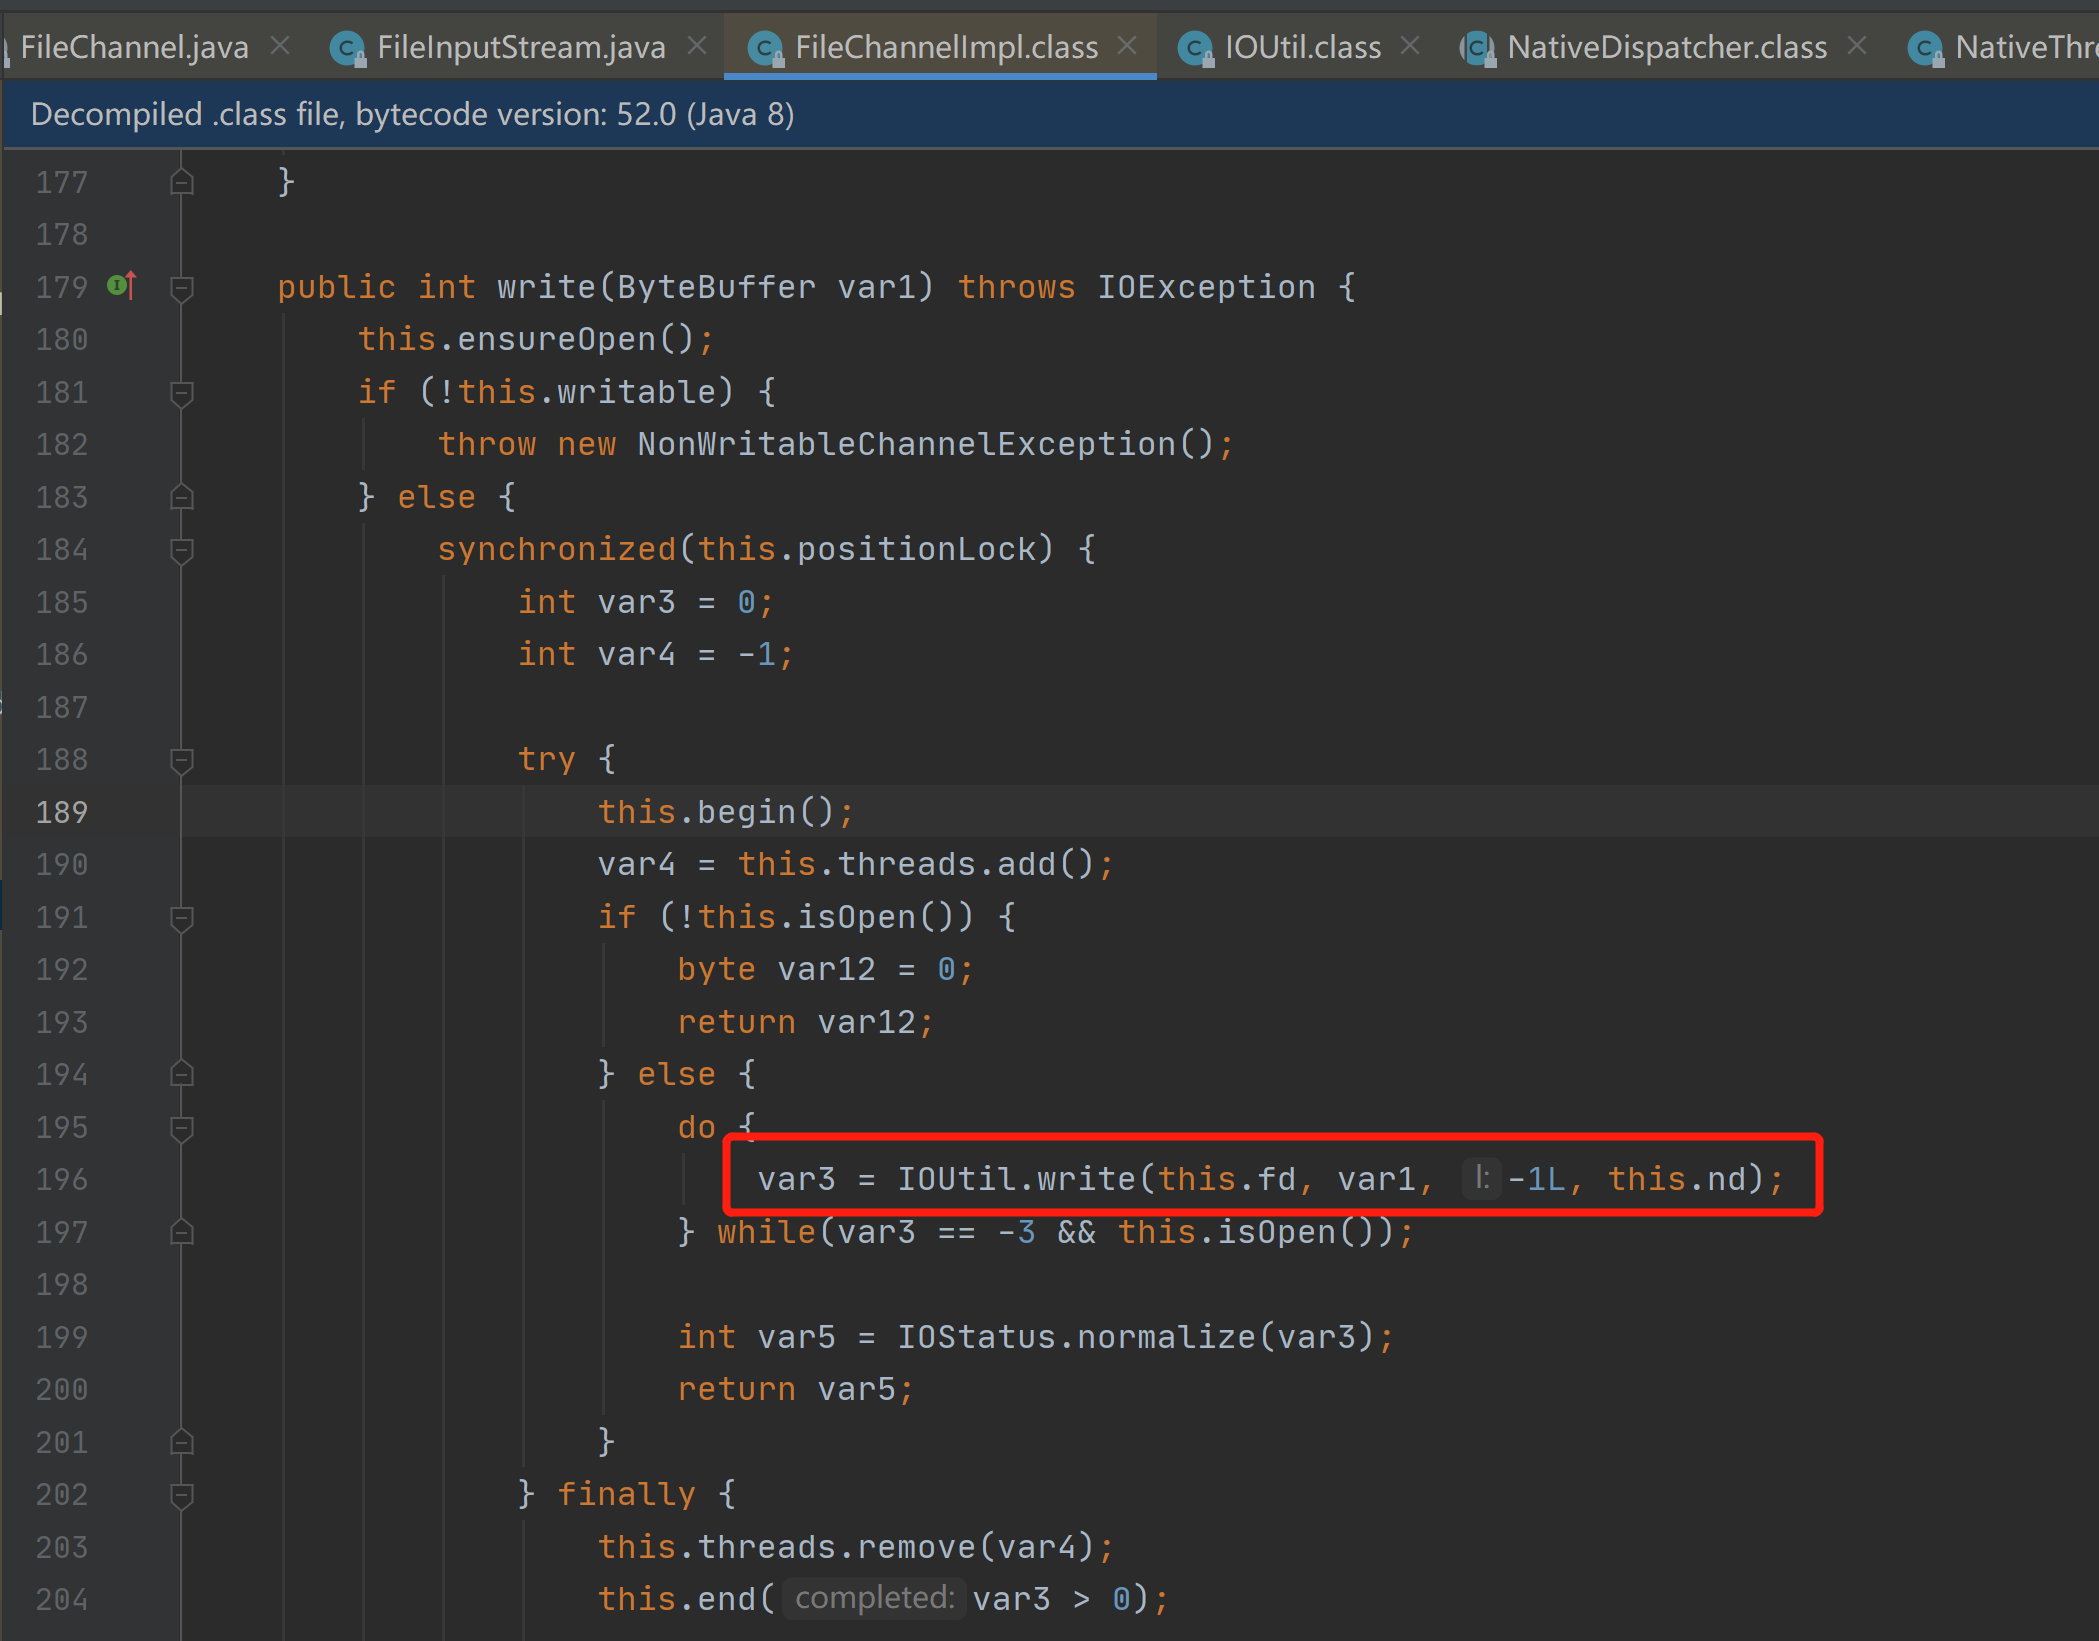 FileChannel.java FileInputStream.java FileChannelImpl.class IOUtil.class NativeDispatcher.class NativeThr
Decompiled .class file, bytecode version: 52.0 (Java 8)
177 }
178
179 public int write(ByteBuffer var1) throws IOException {
180 this.ensureOpen();
181 if (!this.writable) {
182 throw new NonWritableChannelException();
183 } else {
184 synchronized(this.positionLock) {
185 int var3 = 0;
186 int var4 = -1;
187
188 try {
189 this.begin();
190 var4 = this.threads.add();
191 if (!this.isOpen()) {
192 byte var12 = 0;
193 return var12;
194 } else {
195 do {
196 var3 = IOUtil.write(this.fd, var1, l: -1L, this.nd);
197 } while(var3 == -3 && this.isOpen());
198
199 int var5 = IOStatus.normalize(var3);
200 return var5;
201 }
202 } finally {
203 this.threads.remove(var4);
204 this.end( completed: var3 > 0);